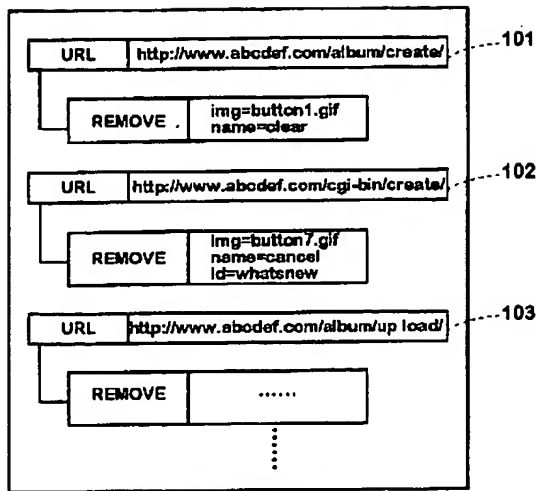 URL http://www.abcdef.com/album/create/ 101
REMOVE img=button1.gif
name=clear
URL http://www.abcdef.com/cgi-bin/create/ 102
REMOVE img=button7.gif
name=cancel
id=whatsnew
URL http://www.abcdef.com/album/up load/ 103
REMOVE ······